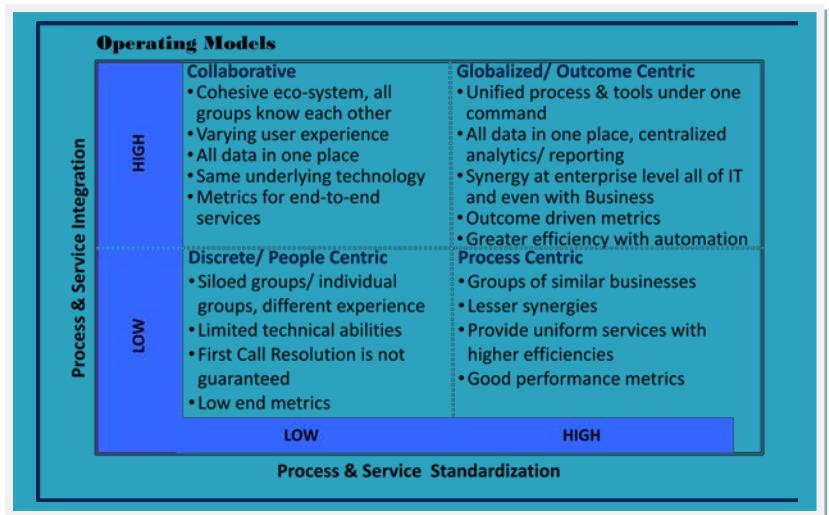 Operating Models
Collaborative
•Cohesive eco-system, all
groups know each other
•Varying user experience
•All data in one place
•Same underlying technology
•Metrics for end-to-end
services
Globalized/ Outcome Centric
•Unified process & tools under one
command
•All data in one place, centralized
analytics/ reporting
•Synergy at enterprise level all of IT
and even with Business
•Outcome driven metrics
•Greater efficiency with automation
Discrete/ People Centric
•Siloed groups/ individual
groups, different experience
•Limited technical abilities
•First Call Resolution is not
guaranteed
•Low end metrics
Process Centric
•Groups of similar businesses
•Lesser synergies
•Provide uniform services with
higher efficiencies
•Good performance metrics
HIGH
LOW
Process & Service Integration
LOW
HIGH
Process & Service Standardization